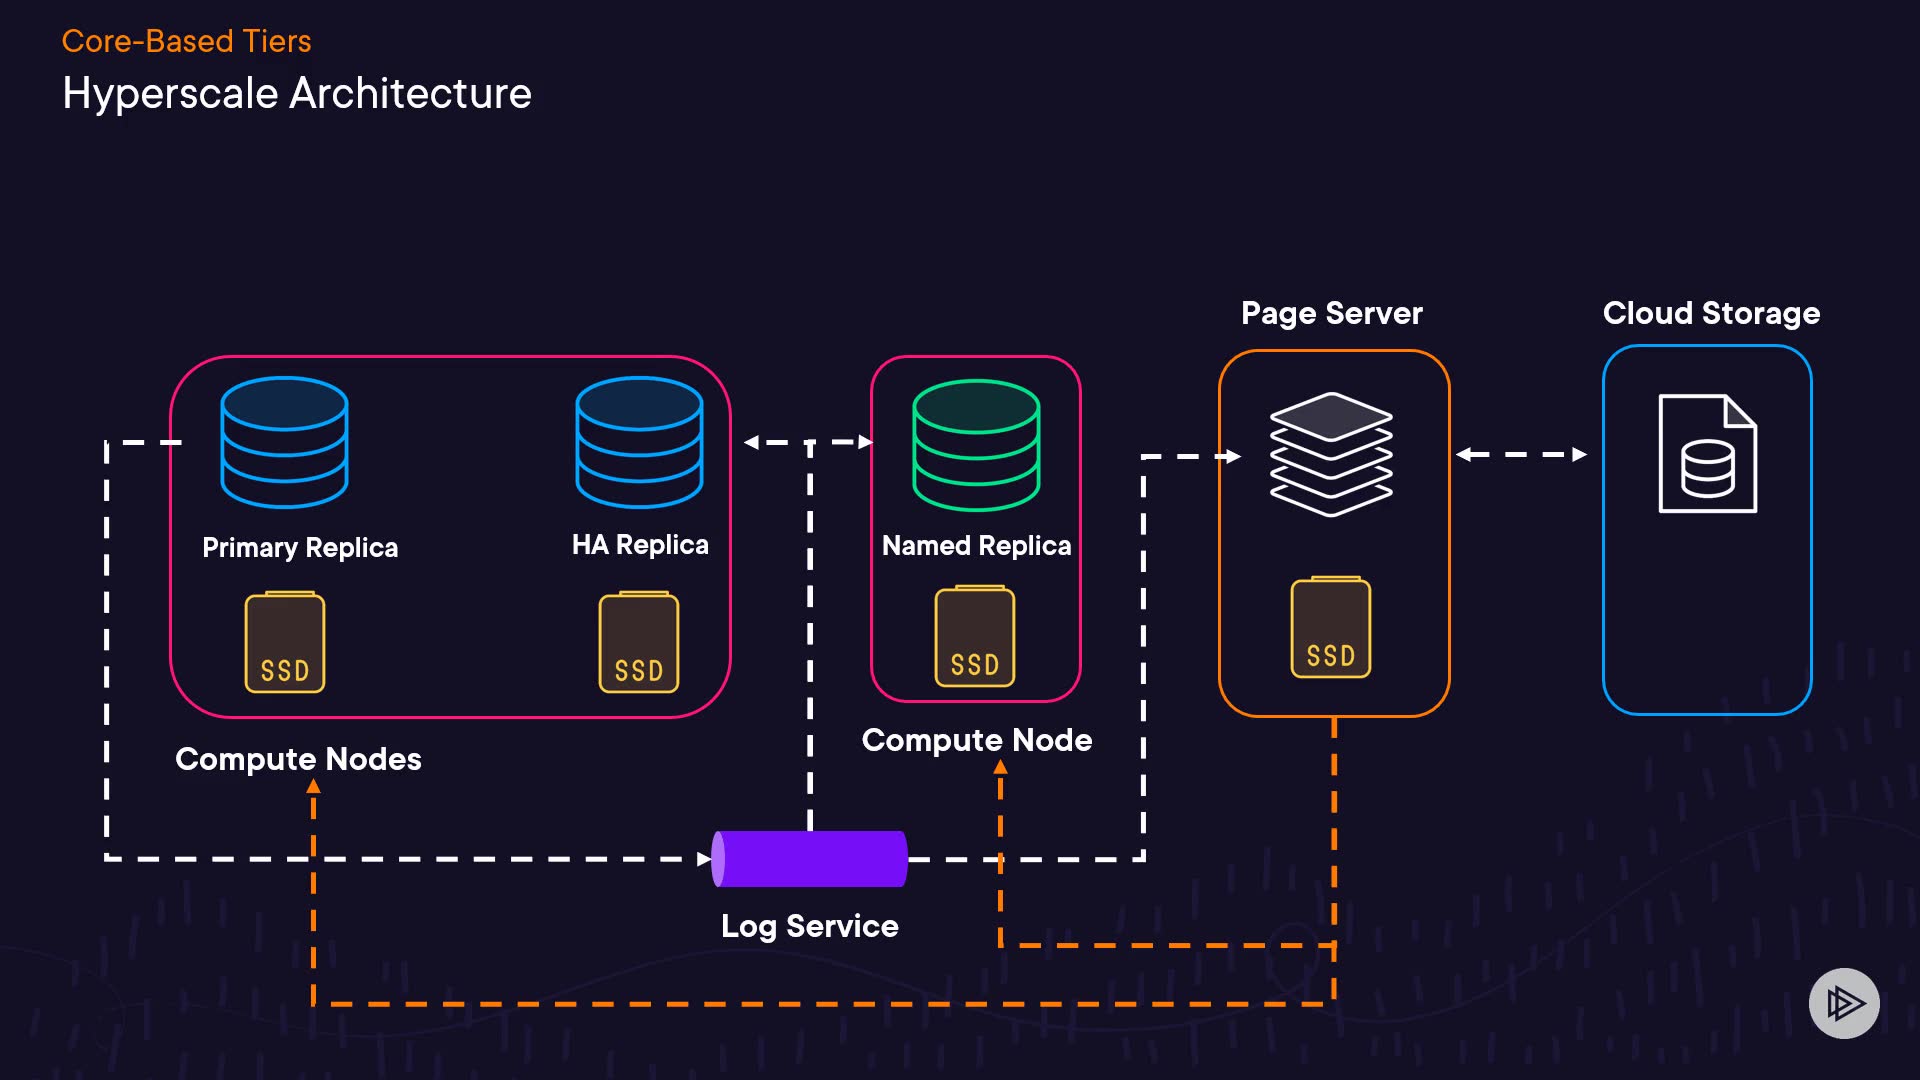 Core-Based Tiers
Hyperscale Architecture
Page Server
Cloud Storage
Primary Replica
HA Replica
Named Replica
SSD
SSD
SSD
SSD
Compute Nodes
Compute Node
Log Service